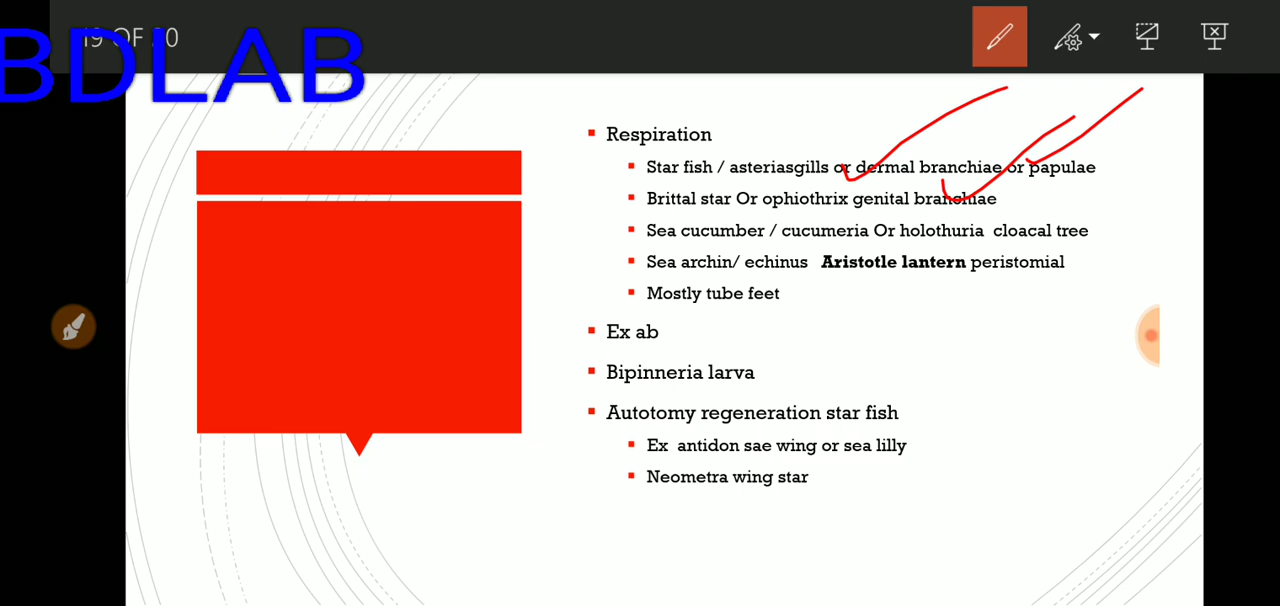 19 OF 30
BDLAB
Respiration
Star fish / asteriasgills or dermal branchiae or papulae
Brittal star Or ophiothrix genital branchiae
Sea cucumber / cucumeria Or holothuria cloacal tree
Sea archin/ echinus Aristotle lantern peristomial
Mostly tube feet
Ex ab
Bipinneria larva
Autotomy regeneration star fish
Ex antidon sae wing or sea lilly
Neometra wing star